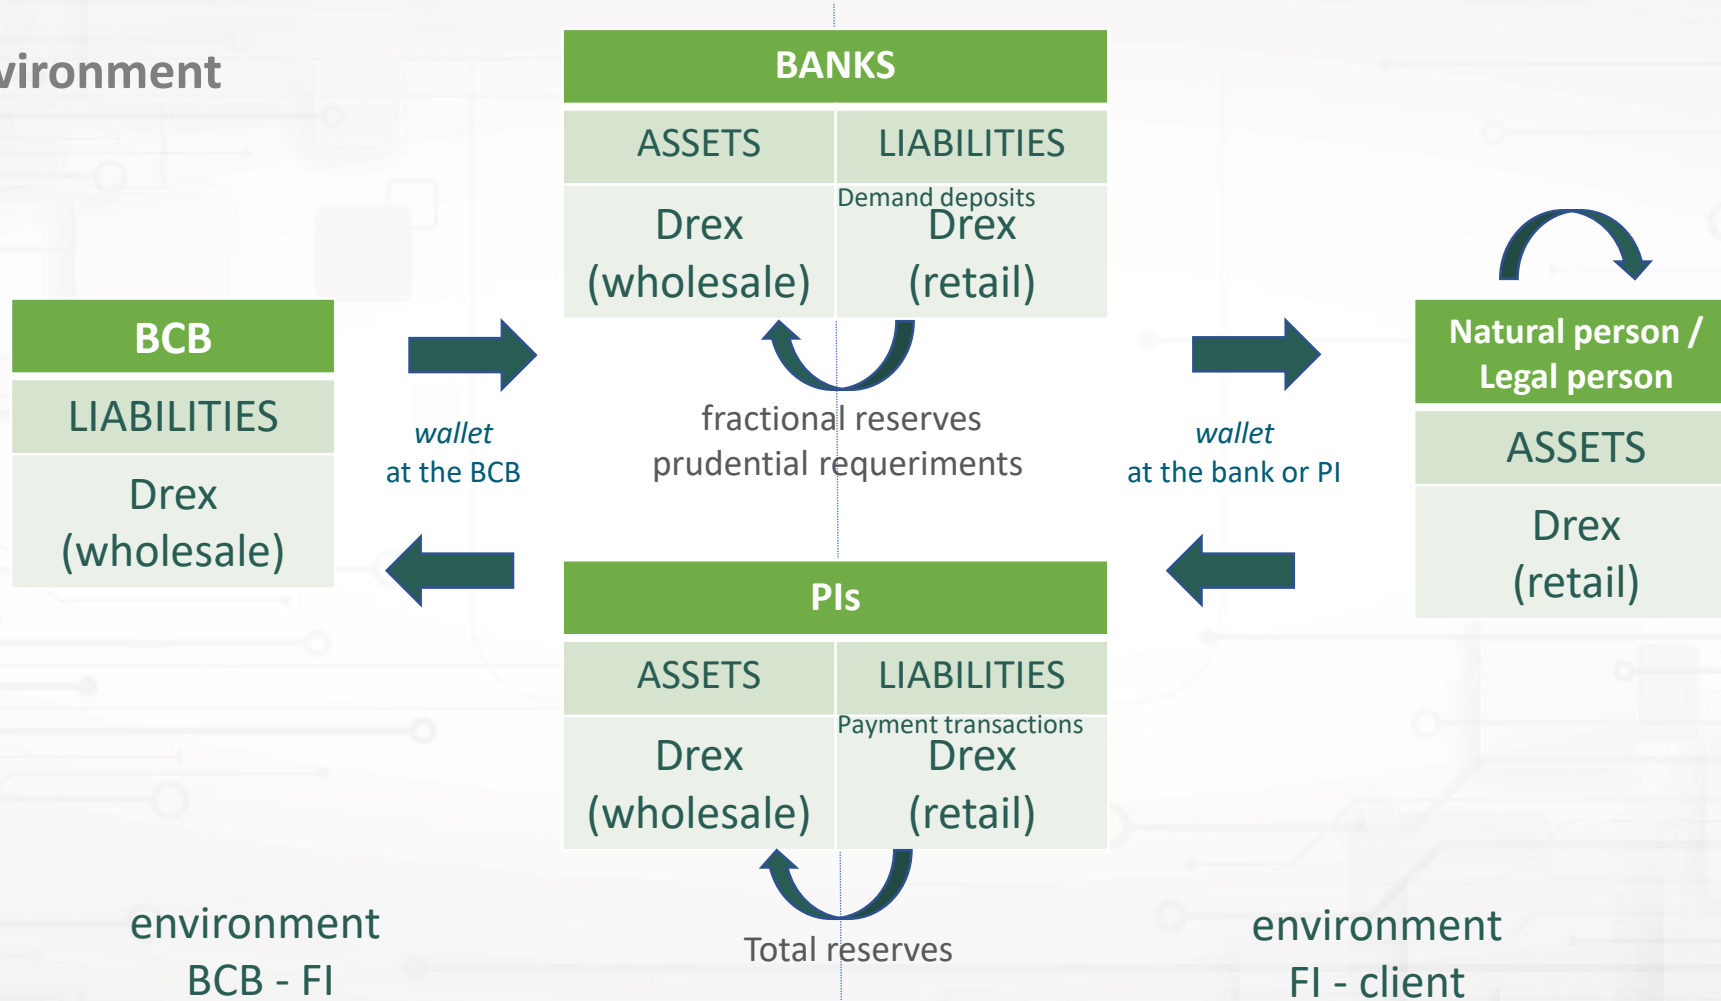 vironment
BANKS
ASSETS
LIABILITIES
Demand deposits
Drex
(wholesale)
Drex
(retail)
fractional reserves
prudential requeriments
BCB
LIABILITIES
Drex
(wholesale)
wallet
at the BCB
wallet
at the bank or PI
Natural person /
Legal person
ASSETS
Drex
(retail)
PIs
ASSETS
LIABILITIES
Payment transactions
Drex
(wholesale)
Drex
(retail)
Total reserves
environment
BCB - FI
environment
FI - client